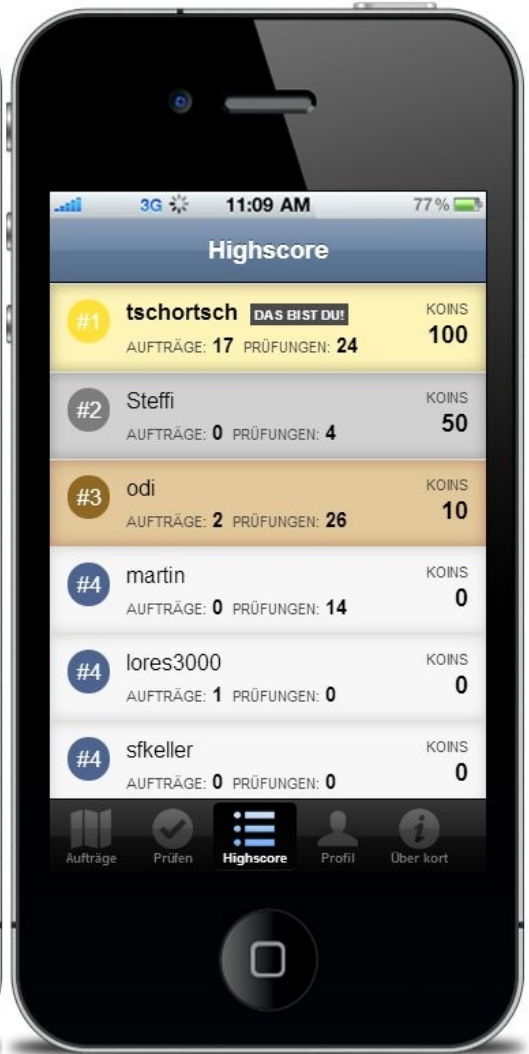 3G 11:09 AM 77%
Highscore
#1 tschortsch DAS BIST DU! KOINS
AUFTRÄGE: 17 PRÜFUNGEN: 24 100
#2 Steffi KOINS
AUFTRÄGE: 0 PRÜFUNGEN: 4 50
#3 odi KOINS
AUFTRÄGE: 2 PRÜFUNGEN: 26 10
#4 martin KOINS
AUFTRÄGE: 0 PRÜFUNGEN: 14 0
#4 lores3000 KOINS
AUFTRÄGE: 1 PRÜFUNGEN: 0 0
#4 sfkeller KOINS
AUFTRÄGE: 0 PRÜFUNGEN: 0 0
Aufträge Prüfen Highscore Profil Über kort